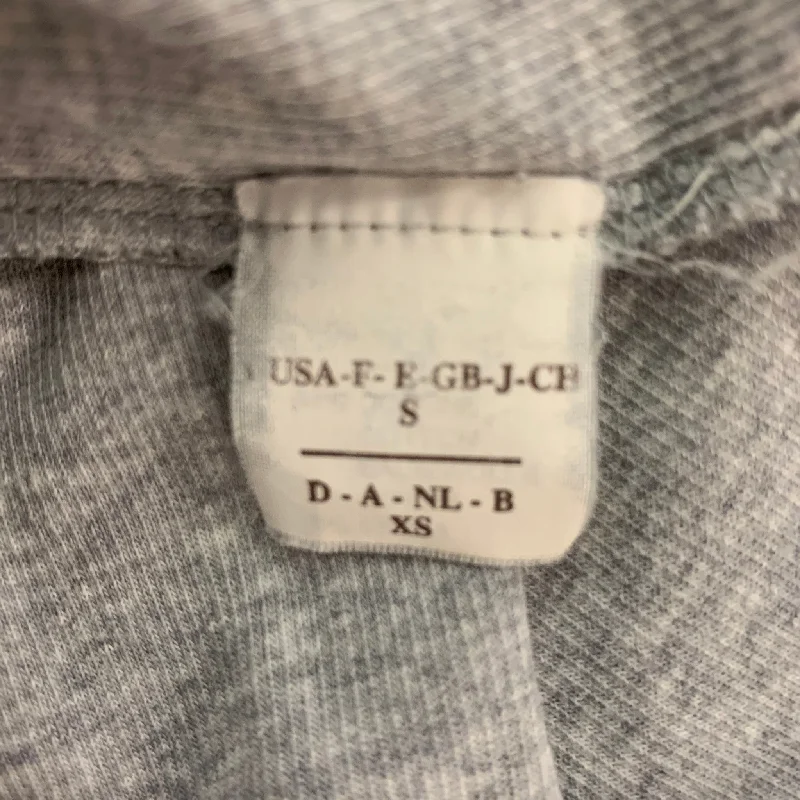 USA-F- E-GB-J-CH
S
D - A - NL - B
XS